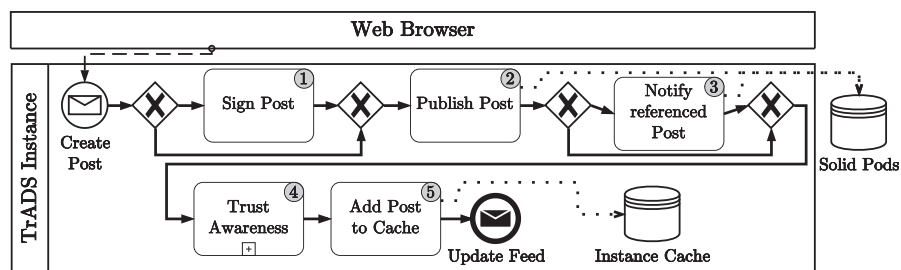 Web Browser
TrADS Instance
Create
Post
1
Sign Post
2
Publish Post
3
Notify
referenced
Post
Solid Pods
4
Trust
Awareness
+
5
Add Post
to Cache
Update Feed
Instance Cache